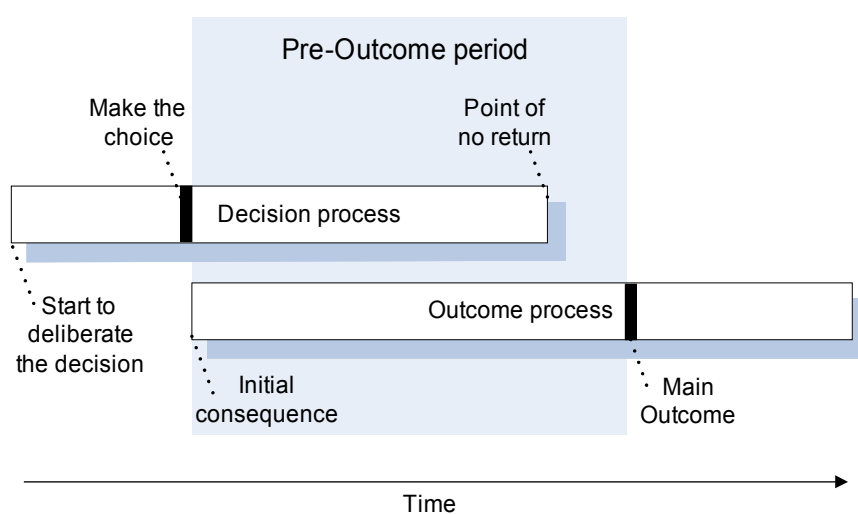 Pre-Outcome period
Make the
choice
Point of
no return
Decision process
Outcome process
Start to
deliberate
the decision
Initial
consequence
Main
Outcome
Time